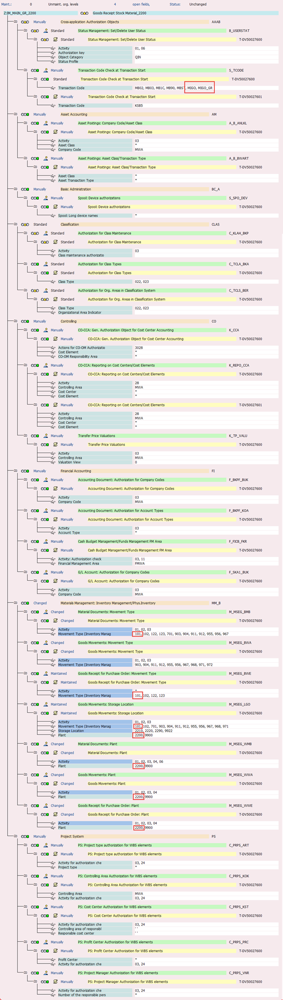 Maint.: 0 Unmaint. org. levels 4 open fields, Status: Unchanged
Z:IM_MAIN_GR_2200 Goods Receipt Stock Material_2200
Manually Cross-application Authorization Objects AAAB
Standard Status Management: Set/Delete User Status B_USERSTAT
Standard Status Management: Set/Delete User Status T-DV50027600
Activity 01, 06
Authorization key
Object Category QIN
Status Profile
Manually Transaction Code Check at Transaction Start S_TCODE
Standard Transaction Code Check at Transaction Start T-DV50027600
Transaction Code MB02, MB03, MB1C, MB90, MBST, MIGO, MIGO_GR
Manually Transaction Code Check at Transaction Start T-DV50027601
Transaction Code KSB5
Manually Asset Accounting AM
Manually Asset Postings: Company Code/Asset Class A_B_ANLKL
Manually Asset Postings: Company Code/Asset Class T-DV50027600
Activity 03
Asset Class *
Company Code MWA
Manually Asset Postings: Asset Class/Transaction Type A_B_BWART
Manually Asset Postings: Asset Class/Transaction Type T-DV50027600
Asset Class *
Asset Transaction Type *
Manually Basis: Administration BC_A
Manually Spool: Device authorizations S_SPO_DEV
Manually Spool: Device authorizations T-DV50027600
Spool: Long device names *
Standard Classification CLAS
Standard Authorization for Class Maintenance C_KLAH_BKP
Standard Authorization for Class Maintenance T-DV50027600
Activity 03
Class maintenance authorizatio
Standard Authorization for Class Types C_TCLA_BKA
Standard Authorization for Class Types T-DV50027600
Class Type 022, 023
Standard Authorization for Org. Areas in Classification System C_TCLS_BER
Standard Authorization for Org. Areas in Classification System T-DV50027600
Class Type 022, 023
Organizational Area Indicator
Manually Controlling CO
Manually CO-CCA: Gen. Authorization Object for Cost Center Accounting K_CCA
Manually CO-CCA: Gen. Authorization Object for Cost Center Accounting T-DV50027600
Actions for CO-OM Authorizatio 3028
Cost Element *
CO-OM Responsibility Area *
Manually CO-CCA: Reporting on Cost Centers/Cost Elements K_REPO_CCA
Manually CO-CCA: Reporting on Cost Centers/Cost Elements T-DV50027600
Activity 28
Controlling Area MWA
Cost Center *
Cost Element *
Manually CO-CCA: Reporting on Cost Centers/Cost Elements T-DV50027601
Activity 28
Controlling Area MWA
Cost Center *
Cost Element *
Manually Transfer Price Valuations K_TP_VALU
Manually Transfer Price Valuations T-DV50027600
Activity 03
Controlling Area MWA
Valuation View 0
Manually Financial Accounting FI
Manually Accounting Document: Authorization for Company Codes F_BKPF_BUK
Manually Accounting Document: Authorization for Company Codes T-DV50027600
Activity 03
Company Code MWA
Manually Accounting Document: Authorization for Account Types F_BKPF_KOA
Manually Accounting Document: Authorization for Account Types T-DV50027600
Activity 03
Account Type *
Manually Cash Budget Management/Funds Management FM Area F_FICB_FKR
Manually Cash Budget Management/Funds Management FM Area T-DV50027600
Activity: Authorization check 03, 11
Financial Management Area FMWA
Manually G/L Account: Authorization for Company Codes F_SKA1_BUK
Manually G/L Account: Authorization for Company Codes T-DV50027600
Activity 03
Company Code MWA
Changed Materials Management: Inventory Management/Phys.Inventory MM_B
Changed Material Documents: Movement Type M_MSEG_BMB
Changed Material Documents: Movement Type T-DV50027600
Activity 01, 02, 03
Movement Type (Inventory Manag 101, 102, 122, 123, 701, 903, 904, 911, 912, 955, 956, 967
Changed Goods Movements: Movement Type M_MSEG_BWA
Changed Goods Movements: Movement Type T-DV50027600
Activity 01, 02, 03
Movement Type (Inventory Manag 903, 904, 911, 912, 955, 956, 967, 968, 971, 972
Maintained Goods Receipt for Purchase Order: Movement Type M_MSEG_BWE
Maintained Goods Receipt for Purchase Order: Movement Type T-DV50027600
Activity *
Movement Type (Inventory Manag 101, 102, 122, 123
Maintained Goods Movements: Storage Location M_MSEG_LGO
Maintained Goods Movements: Storage Location T-DV50027600
Activity 01, 02, 03
Movement Type (Inventory Manag 101, 102, 701, 903, 904, 911, 912, 955, 956, 967, 968, 971
Storage Location 2210, 2220, 2290, 9922
Plant 2200, 9900
Changed Material Documents: Plant M_MSEG_WMB
Changed Material Documents: Plant T-DV50027600
Activity 01, 02, 03, 04, 06
Plant 2200, 9900
Changed Goods Movements: Plant M_MSEG_WWA
Changed Goods Movements: Plant T-DV50027600
Activity 01, 02, 03, 04
Plant 2200, 9900
Changed Goods Receipt for Purchase Order: Plant M_MSEG_WWE
Changed Goods Receipt for Purchase Order: Plant T-DV50027600
Activity 01, 02, 03, 04
Plant 2200, 9900
Manually Project System PS
Manually PS: Project type authorization for WBS elements C_PRPS_ART
Manually PS: Project type authorization for WBS elements T-DV50027600
Activity for authorization che 03, 24
Project type *
Manually PS: Controlling Area Authorization for WBS elements C_PRPS_KOK
Manually PS: Controlling Area Authorization for WBS elements T-DV50027600
Controlling Area MWA
Activity for authorization che 03, 24
Manually PS: Cost Center Authorization for WBS elements C_PRPS_KST
Manually PS: Cost Center Authorization for WBS elements T-DV50027600
Activity for authorization che 03, 24
Controlling area of responsbl ' '
Responsible cost center ' '
Manually PS: Profit Center Authorization for WBS elements C_PRPS_PRC
Manually PS: Profit Center Authorization for WBS elements T-DV50027600
Profit Center *
Activity for authorization che 03, 24
Manually PS: Project Manager Authorization for WBS elements C_PRPS_VNR
Manually PS: Project Manager Authorization for WBS elements T-DV50027600
Activity for authorization che 03, 24
Number of the responsible pers *